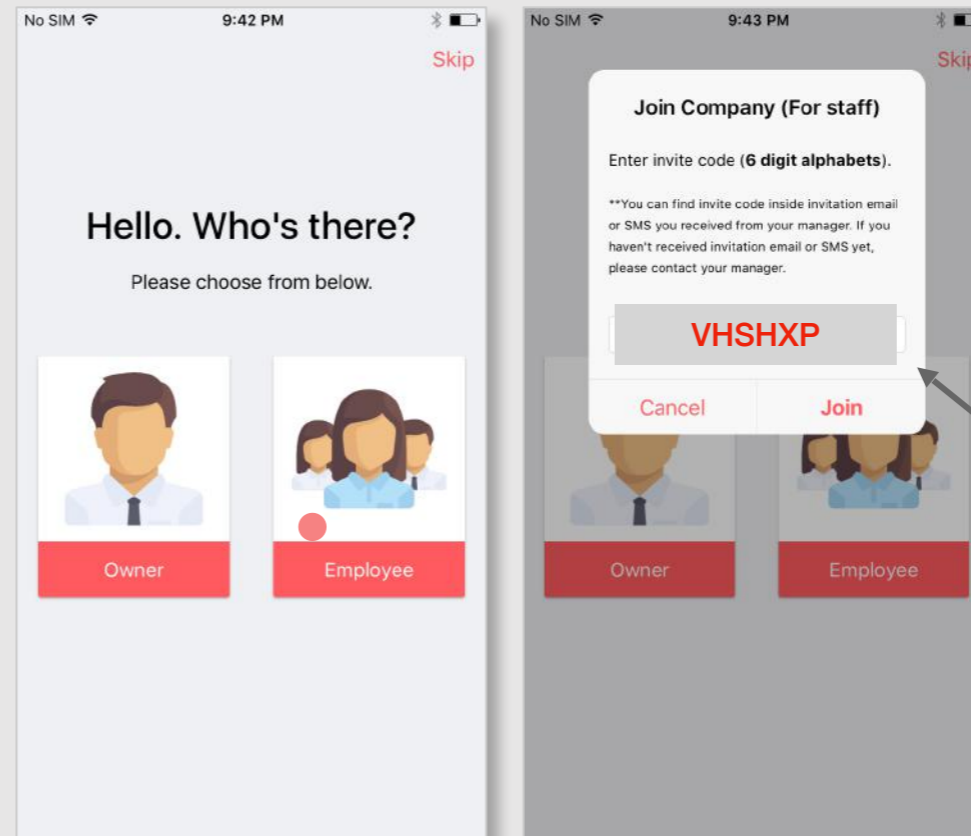 No SIM 9:42 PM
Skip
Hello. Who's there?
Please choose from below.
Owner Employee
No SIM 9:43 PM
Skip
Join Company (For staff)
Enter invite code (6 digit alphabets).
**You can find invite code inside invitation email
or SMS you received from your manager. If you
haven't received invitation email or SMS yet,
please contact your manager.
VHSHXP
Cancel Join
Owner Employee